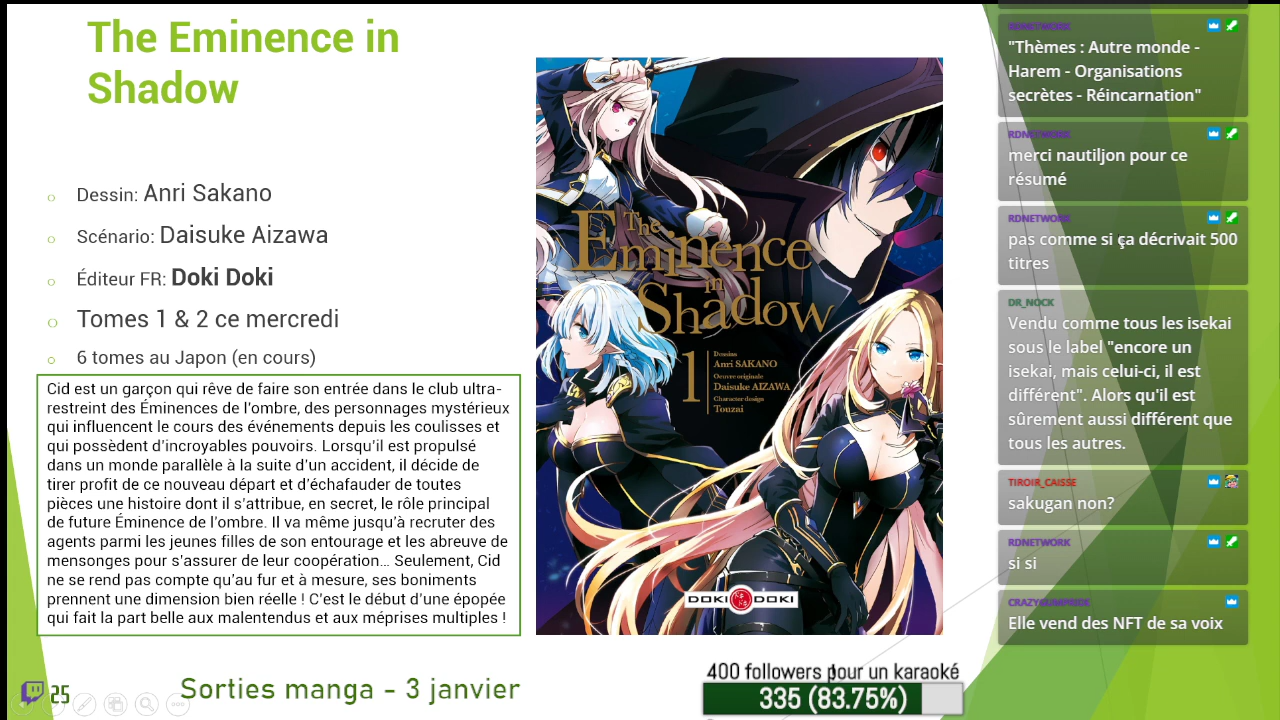 The Eminence in
Shadow
Dessin: Anri Sakano
Scénario: Daisuke Aizawa
Éditeur FR: Doki Doki
Tomes 1 & 2 ce mercredi
6 tomes au Japon (en cours)
Cid est un garçon qui rêve de faire son entrée dans le club ultra-
restreint des Éminences de l'ombre, des personnages mystérieux
qui influencent le cours des événements depuis les coulisses et
qui possèdent d'incroyables pouvoirs. Lorsqu'il est propulsé
dans un monde parallèle à la suite d'un accident, il décide de
tirer profit de ce nouveau départ et d'échafauder de toutes
pièces une histoire dont il s'attribue, en secret, le rôle principal
de future Éminence de l'ombre. Il va même jusqu'à recruter des
agents parmi les jeunes filles de son entourage et les abreuve de
mensonges pour s'assurer de leur coopération... Seulement, Cid
ne se rend pas compte qu'au fur et à mesure, ses boniments
prennent une dimension bien réelle ! C'est le début d'une épopée
qui fait la part belle aux malentendus et aux méprises multiples !
The
Eminence
in
Shadow
1
Dessins
Anri SAKANO
Oeuvre originale
Daisuke AIZAWA
Character design
Touzai
DOKI DOKI
25
Sorties manga - 3 janvier
400 followers pour un karaoké
335 (83.75%)
RDNETWORK
"Thèmes : Autre monde -
Harem - Organisations
secrètes - Réincarnation"
RDNETWORK
merci nautiljon pour ce
résumé
RDNETWORK
pas comme si ça décrivait 500
titres
DR_NOCK
Vendu comme tous les isekai
sous le label "encore un
isekai, mais celui-ci, il est
différent". Alors qu'il est
sûrement aussi différent que
tous les autres.
TIROIR_CAISSE
sakugan non?
RDNETWORK
si si
Elle vend des NFT de sa voix